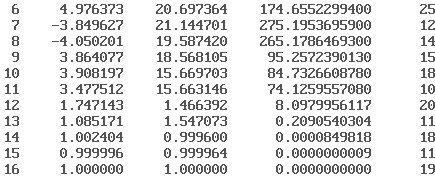 6 4.976373 20.697364 174.6552299400 25
7 -3.849627 21.144701 275.1953695900 12
8 -4.050201 19.587420 265.1786469300 14
9 3.864077 18.568105 95.2572390130 15
10 3.908197 15.669703 84.7326608780 18
11 3.477512 15.663146 74.1259557080 10
12 1.747143 1.466392 8.0979956117 20
13 1.085171 1.547073 0.2090540304 11
14 1.002404 0.999600 0.0000849818 18
15 0.999996 0.999964 0.0000000009 11
16 1.000000 1.000000 0.0000000000 19